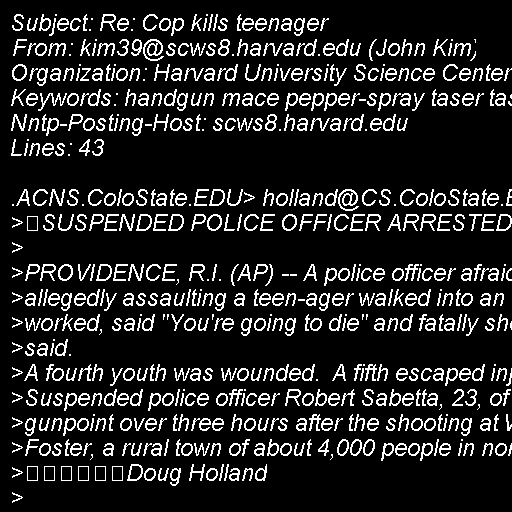 Subject: Re: Cop kills teenager
From: kim39@scws8.harvard.edu (John Kim)
Organization: Harvard University Science Center
Keywords: handgun mace pepper-spray taser
Nntp-Posting-Host: scws8.harvard.edu
Lines: 43

.ACNS.ColoState.EDU> holland@CS.ColoState.
>□SUSPENDED POLICE OFFICER ARRESTED
>
>PROVIDENCE, R.I. (AP) -- A police officer
>allegedly assaulting a teen-ager walked into an
>worked, said "You're going to die" and fatally
>said.
>A fourth youth was wounded.  A fifth escaped
>Suspended police officer Robert Sabetta, 23, of
>gunpoint over three hours after the shooting at
>Foster, a rural town of about 4,000 people in
>□□□□□□Doug Holland
>